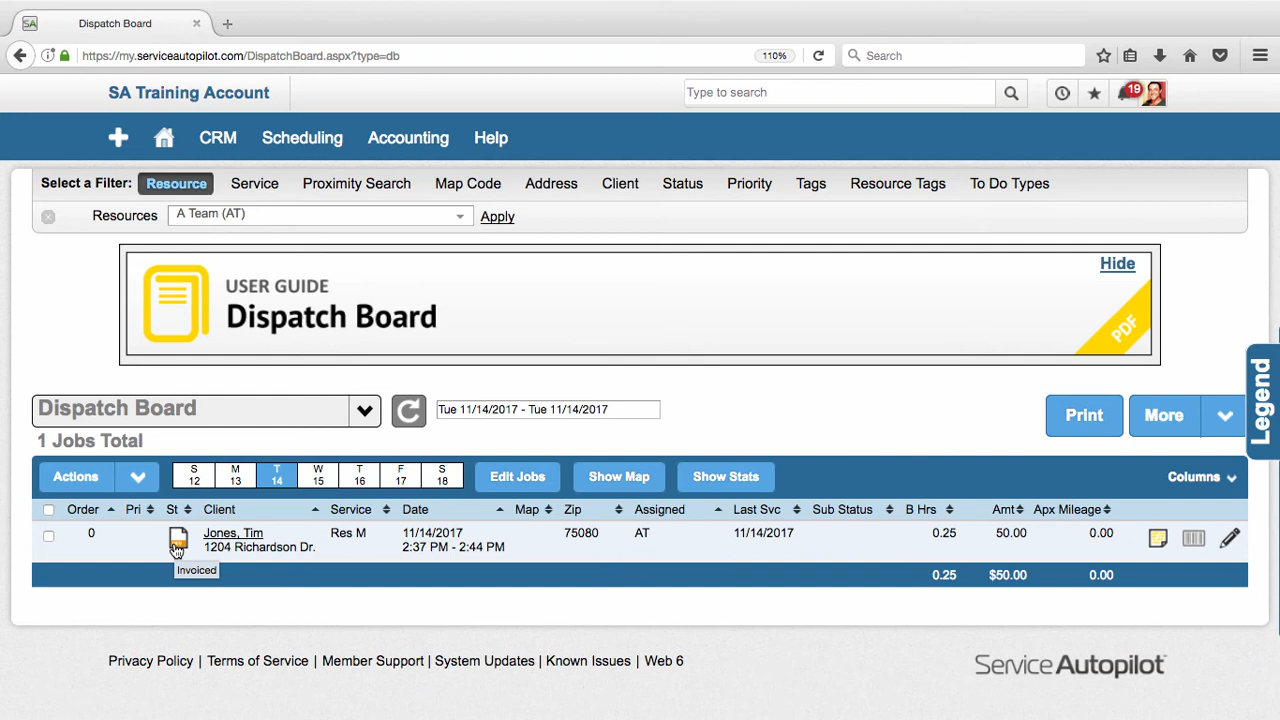 SA Dispatch Board
https://my.serviceautopilot.com/DispatchBoard.aspx?type=db 110% Search
SA Training Account Type to search 19
CRM Scheduling Accounting Help
Select a Filter: Resource Service Proximity Search Map Code Address Client Status Priority Tags Resource Tags To Do Types
Resources A Team (AT) Apply
Hide
USER GUIDE
Dispatch Board
PDF
Legend
Dispatch Board Tue 11/14/2017 - Tue 11/14/2017 Print More
1 Jobs Total
Actions S 12 M 13 T 14 W 15 T 16 F 17 S 18 Edit Jobs Show Map Show Stats Columns
Order Pri St Client Service Date Map Zip Assigned Last Svc Sub Status B Hrs Amt Apx Mileage
0 Jones, Tim Res M 11/14/2017 75080 AT 11/14/2017 0.25 50.00 0.00
1204 Richardson Dr. 2:37 PM - 2:44 PM
Invoiced
0.25 $50.00 0.00
Privacy Policy | Terms of Service | Member Support | System Updates | Known Issues | Web 6
ServiceAutopilot